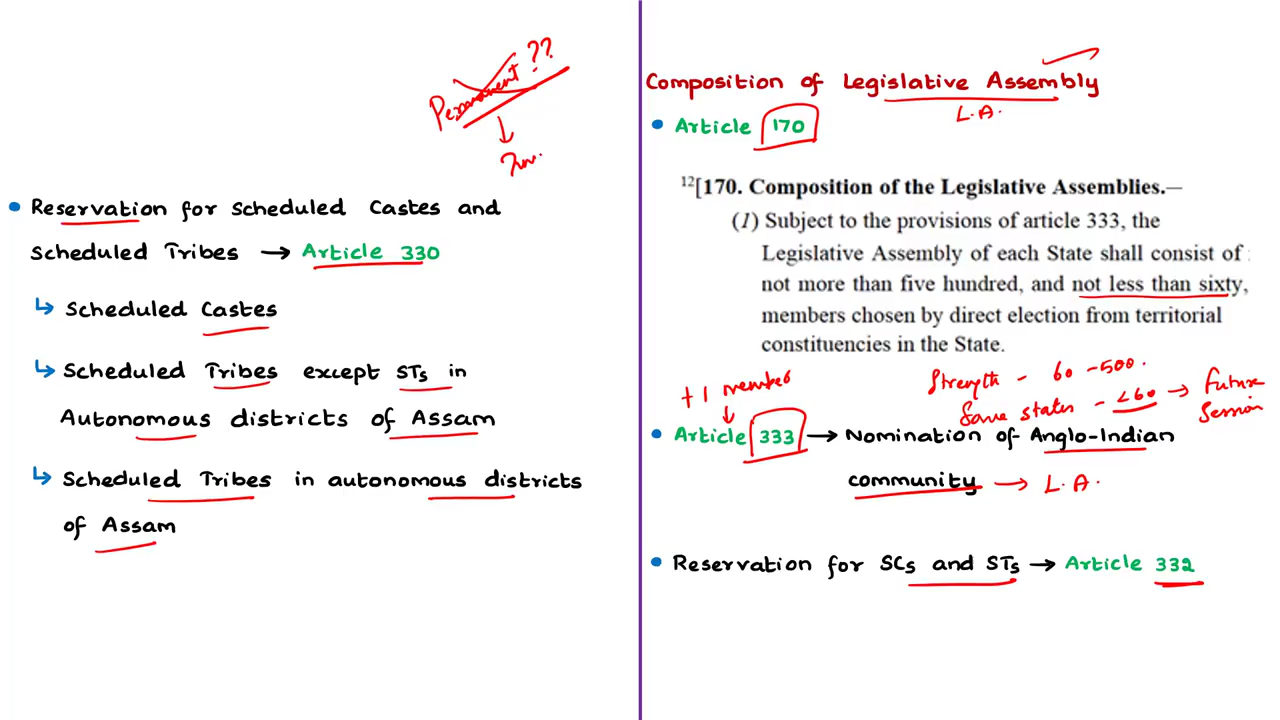 Permanent ??
• Reservation for Scheduled Castes and
Scheduled Tribes → Article 330
↳ Scheduled Castes
↳ Scheduled Tribes except STs in
Autonomous districts of Assam
↳ Scheduled Tribes in autonomous districts
of Assam
Composition of Legislative Assembly
L.A.
• Article 170
12[170. Composition of the Legislative Assemblies.—
(1) Subject to the provisions of article 333, the
Legislative Assembly of each State shall consist of
not more than five hundred, and not less than sixty,
members chosen by direct election from territorial
constituencies in the State.
+1 member
Strength - 60 - 500.
Some states - <60 → Future
Session
• Article 333 → Nomination of Anglo-Indian
community → L.A.
• Reservation for SCs and STs → Article 332